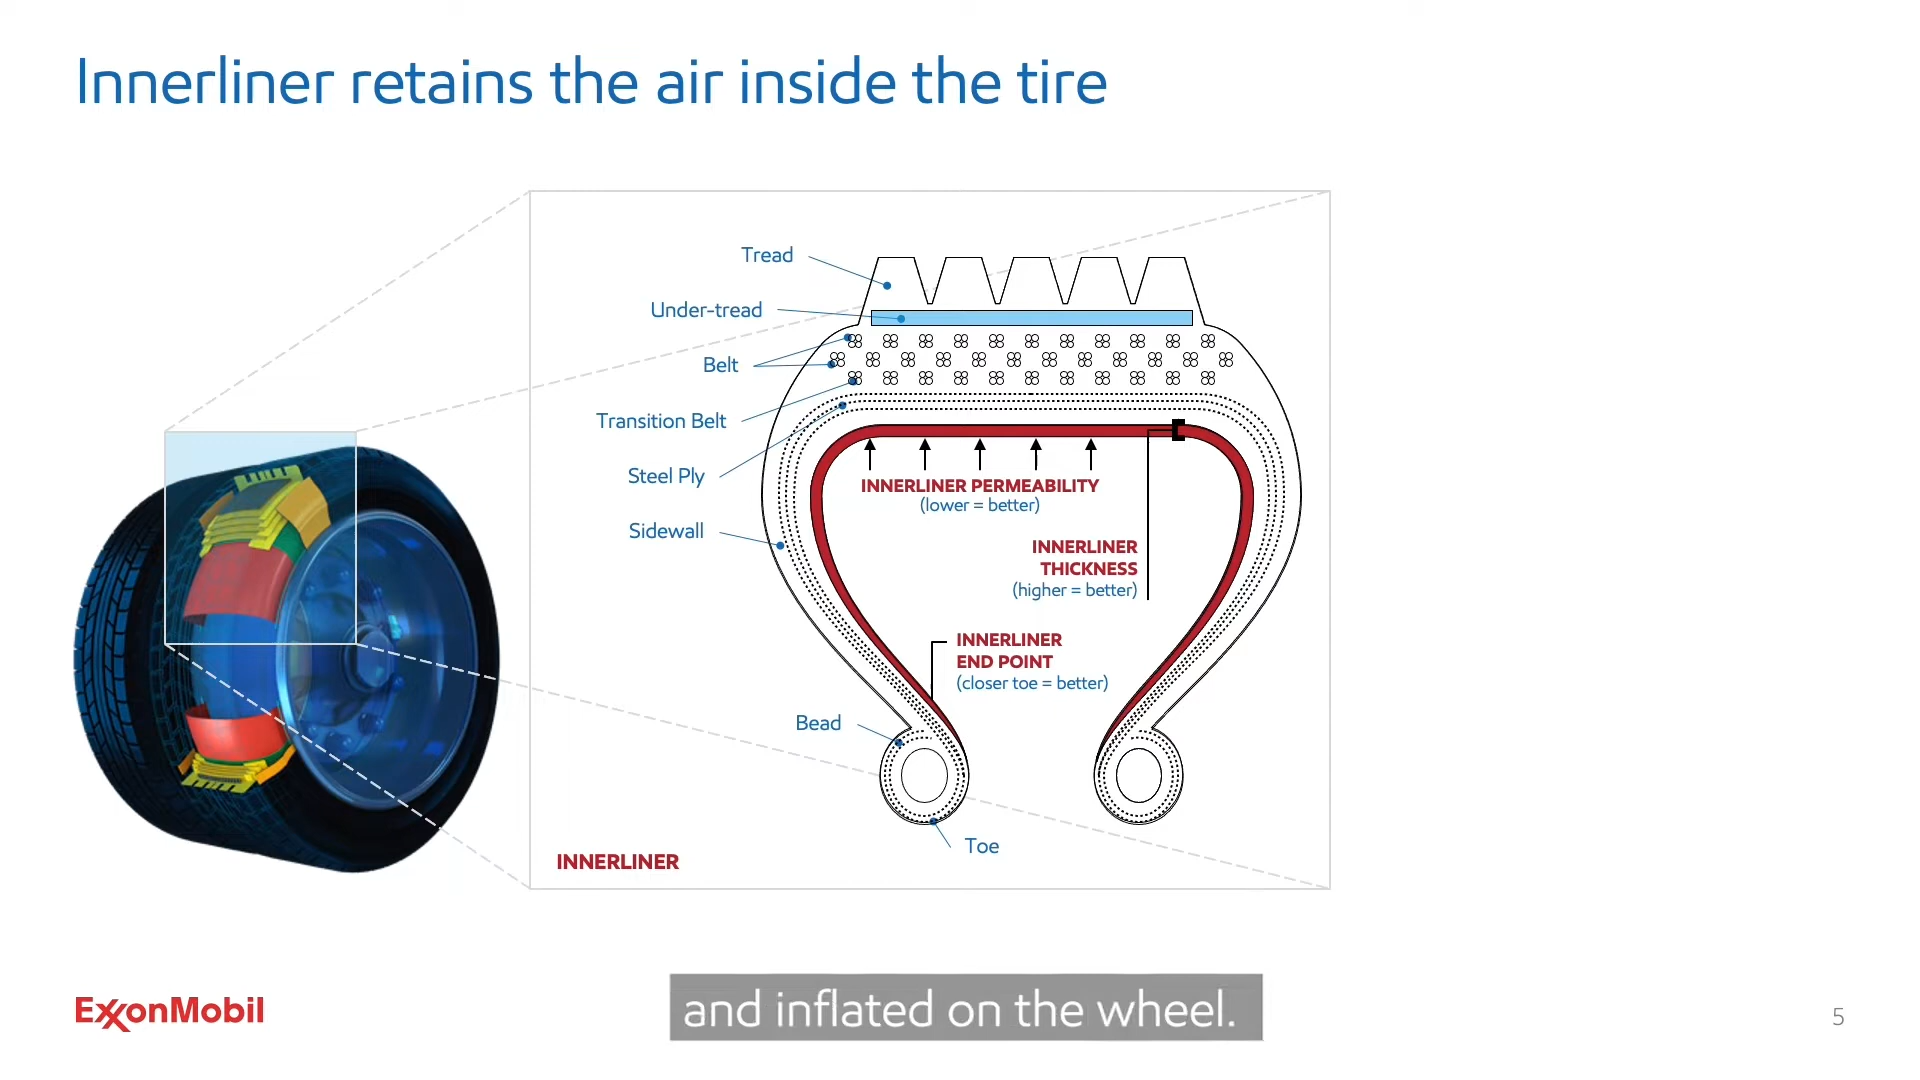 Innerliner retains the air inside the tire
Tread
Under-tread
Belt
Transition Belt
Steel Ply
Sidewall
INNERLINER PERMEABILITY
(lower = better)
INNERLINER
THICKNESS
(higher = better)
INNERLINER
END POINT
(closer toe = better)
Bead
Toe
INNERLINER
ExxonMobil
and inflated on the wheel.
5